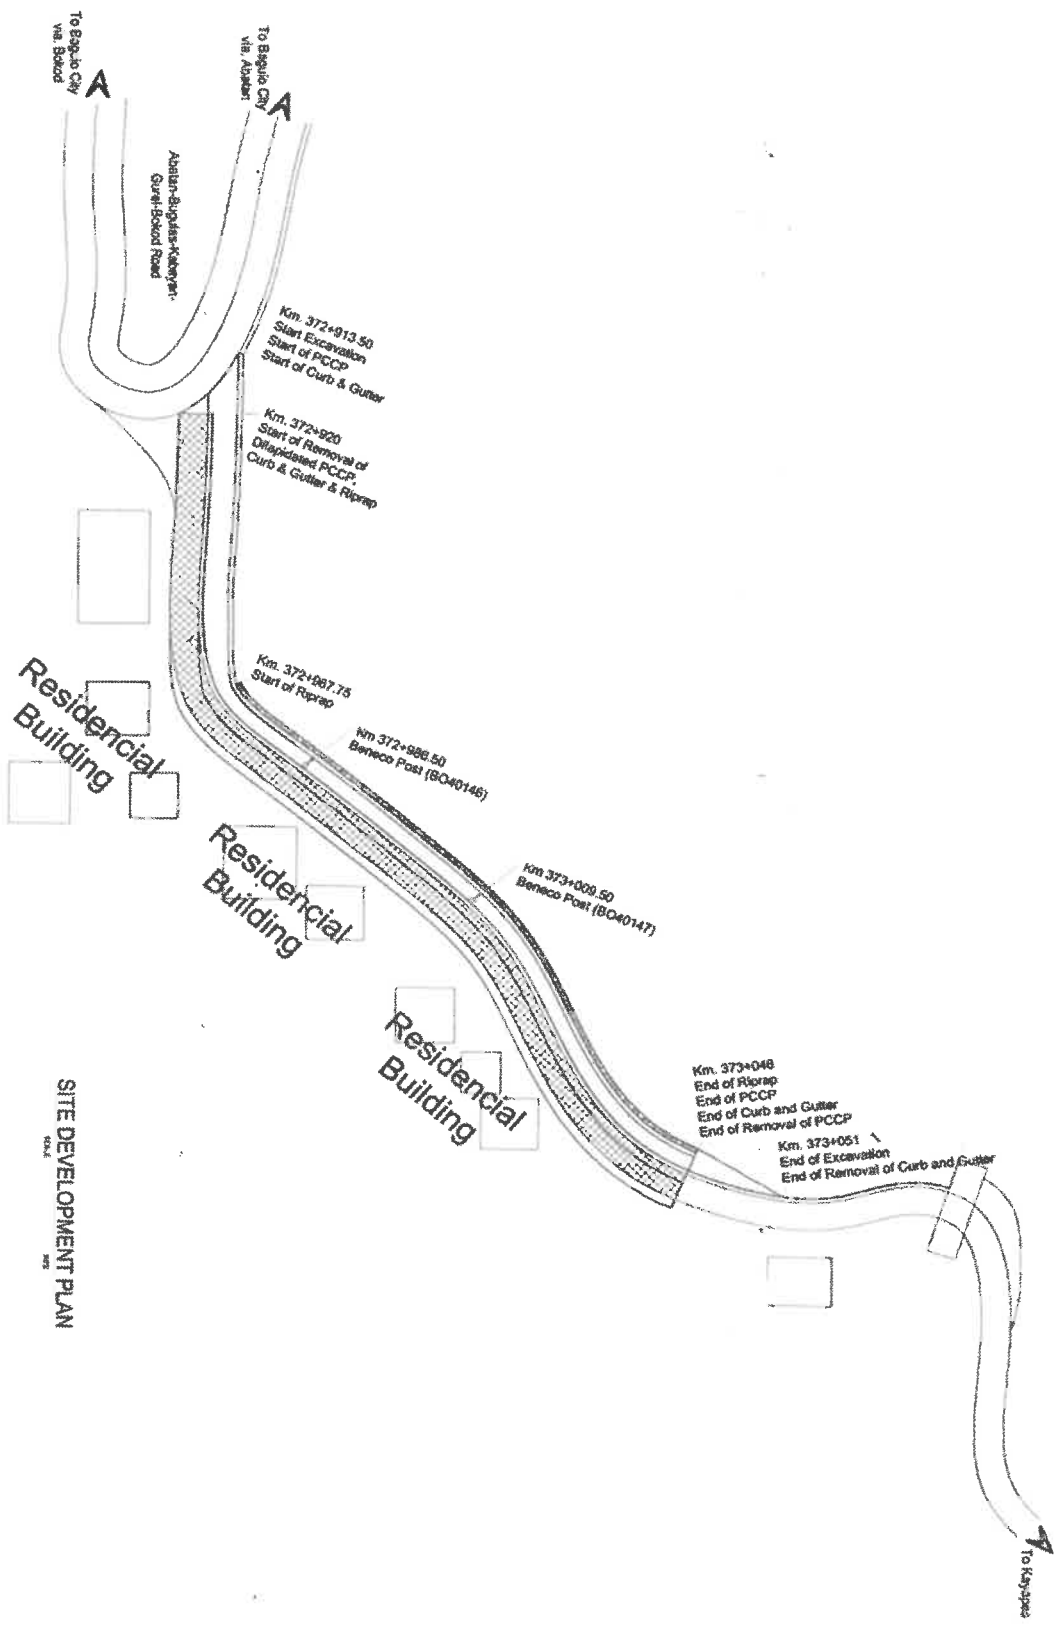 To Baguio City
via. Bokod
To Baguio City
via. Abatan
Abatan-Buguias-Kabayan-
Gurel-Bokod Road
Km. 372+913.50
Start Excavation
Start of PCCP
Start of Curb & Gutter
Km. 372+920
Start of Removal of
Dilapidated PCCP,
Curb & Gutter & Riprap
Km. 372+967.75
Start of Riprap
Km 372+986.50
Beneco Post (BO40146)
Km 373+009.50
Beneco Post (BO40147)
Residencial
Building
Residencial
Building
Residencial
Building
Km. 373+048
End of Riprap
End of PCCP
End of Curb and Gutter
End of Removal of PCCP
Km. 373+051
End of Excavation
End of Removal of Curb and Gutter
To Kayapa
SITE DEVELOPMENT PLAN
SCALE
NTS